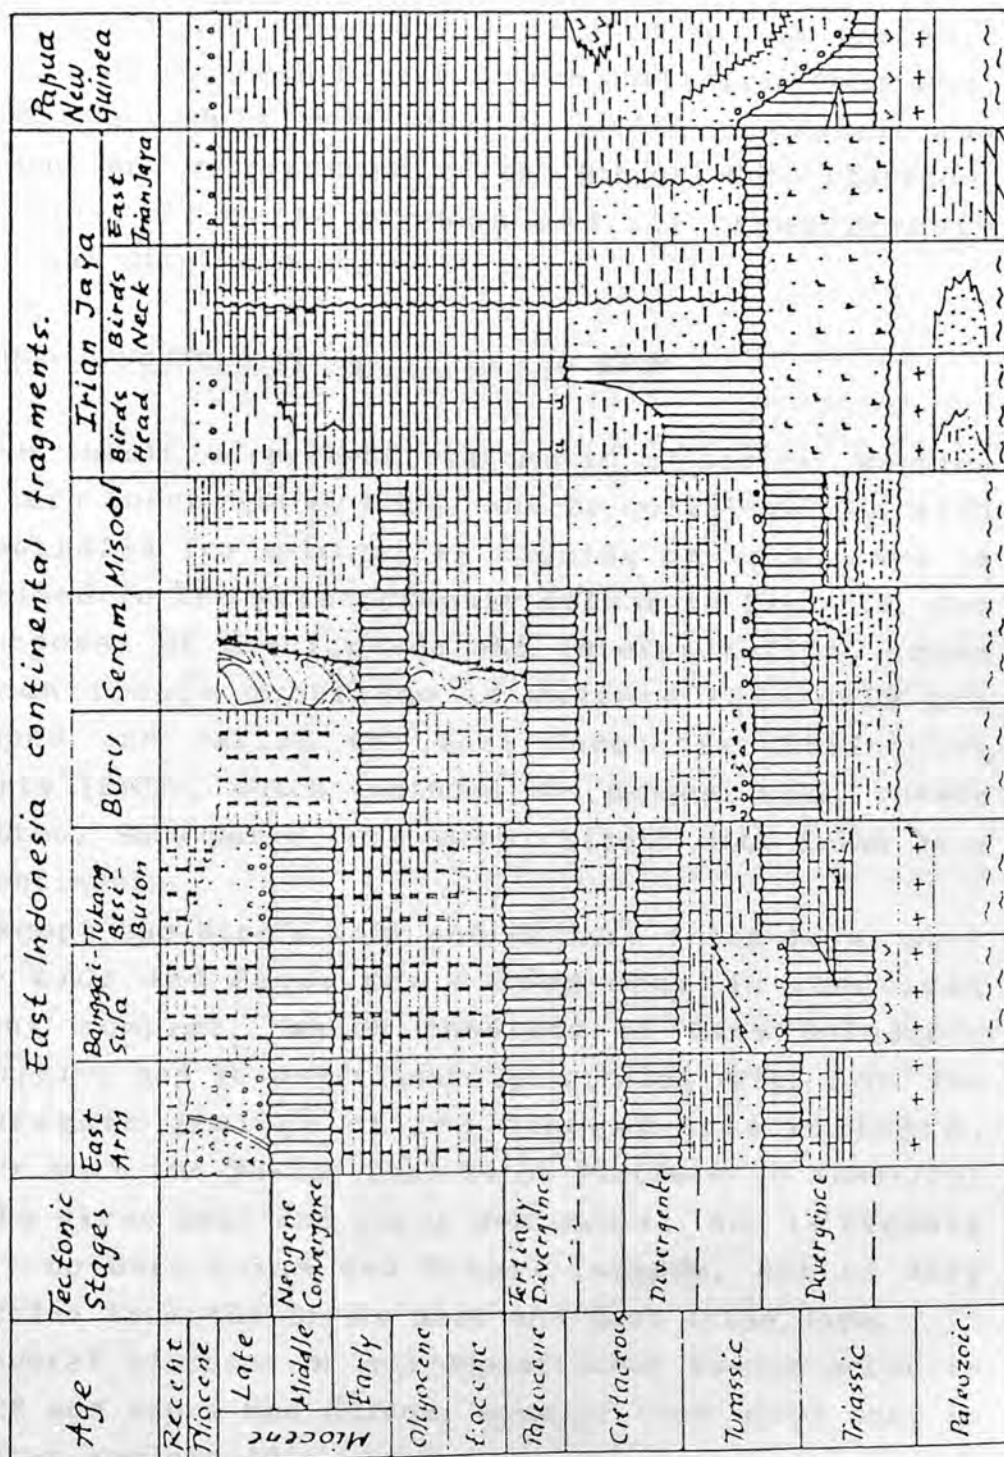 East Indonesia continental fragments.
Age
Tectonic
Stages
East
Arm
Banggai-
Sula
Tukang
Besi-
Buton
Buru
Seram
Misool
Irian Jaya
Birds
Head
Birds
Neck
East
Irian Jaya
Papua
New
Guinea
Recent
Pliocene
Miocene
Late
Middle
Early
Oligocene
Eocene
Paleocene
Cretaceous
Jurassic
Triassic
Paleozoic
Neogene
Convergence
Tertiary
Divergence
Divergence
Divergence